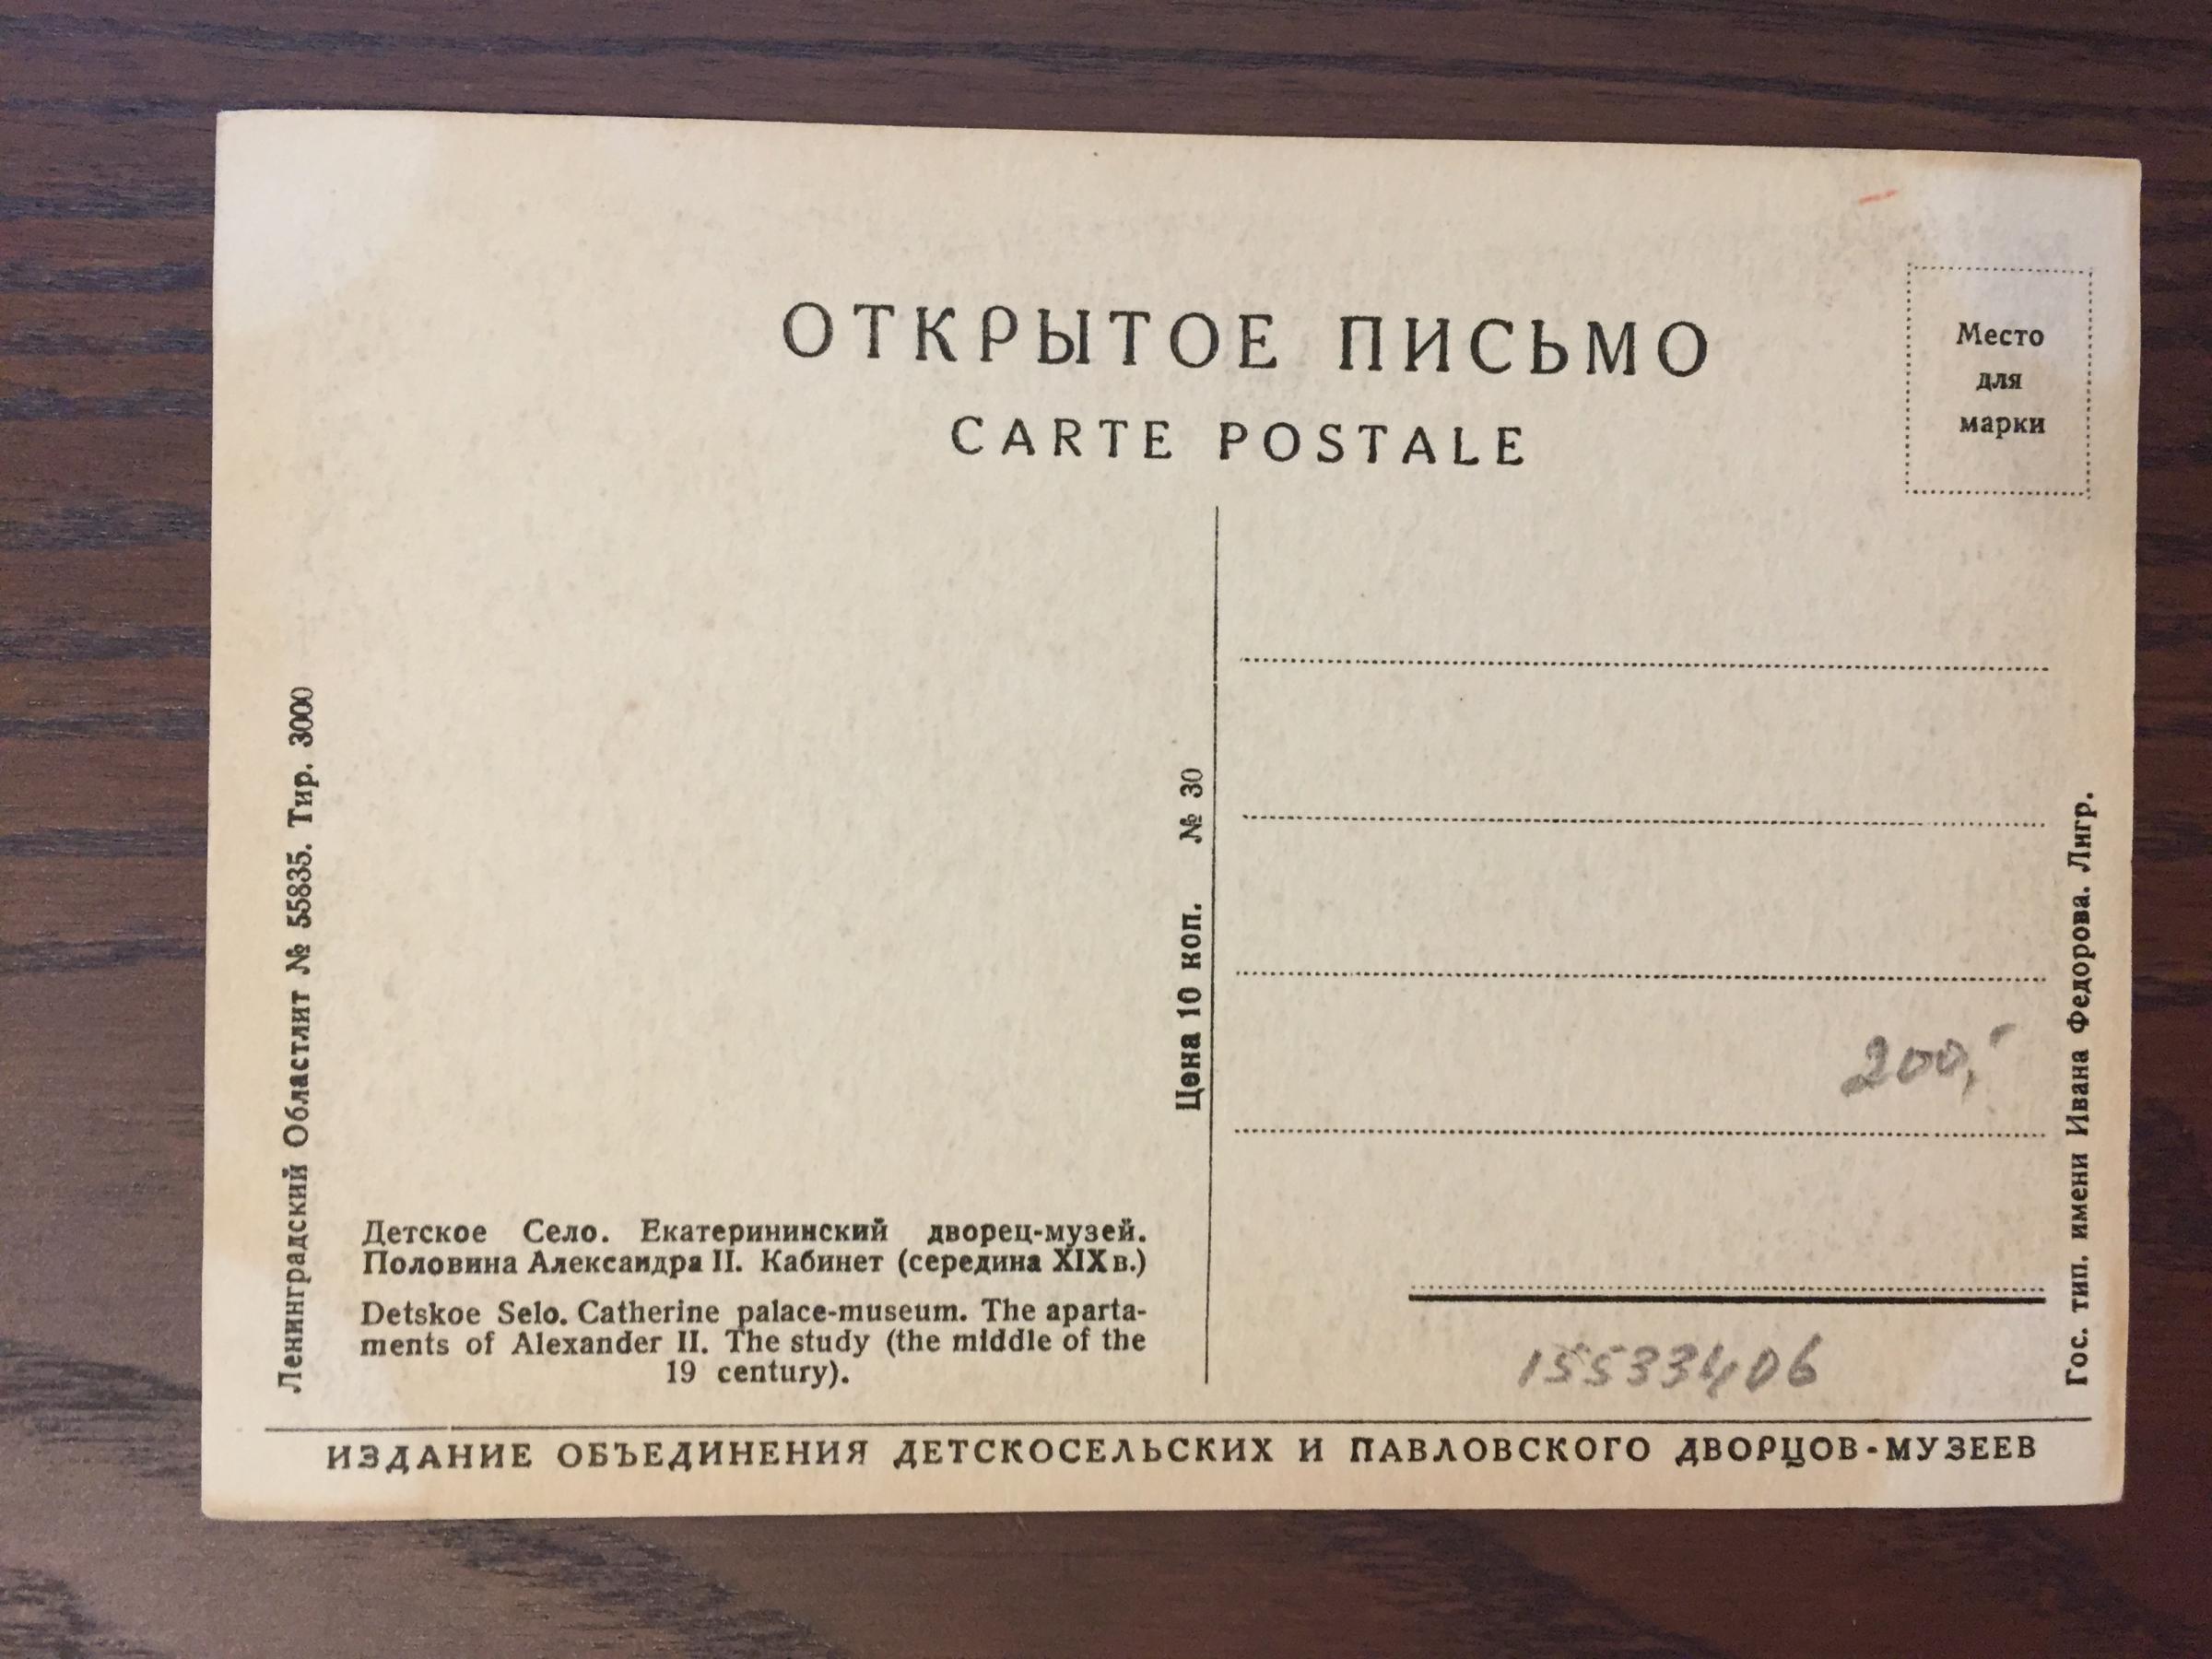 ОТКРЫТОЕ ПИСЬМО
CARTE POSTALE
Место
для
марки
Ленинградский Областлит № 55835. Тир. 3000
Цена 10 коп. № 30
200,-
Гос. тип. имени Ивана Федорова. Лнгр.
Детское Село. Екатерининский дворец-музей.
Половина Александра II. Кабинет (середина XIX в.)
Detskoe Selo. Catherine palace-museum. The aparta-
ments of Alexander II. The study (the middle of the
19 century).
15533406
ИЗДАНИЕ ОБЪЕДИНЕНИЯ ДЕТСКОСЕЛЬСКИХ И ПАВЛОВСКОГО ДВОРЦОВ-МУЗЕЕВ